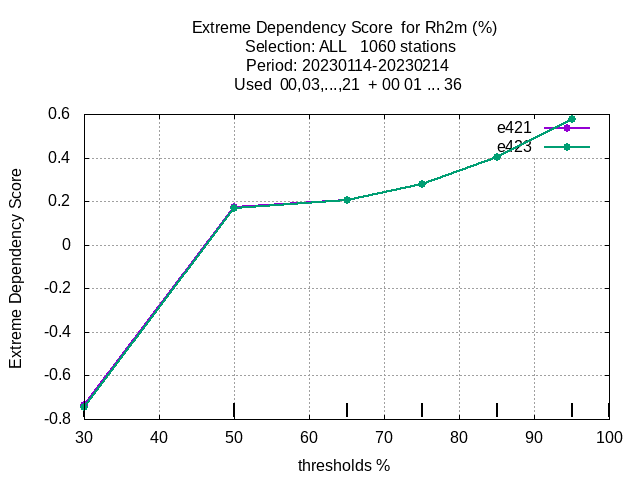 Extreme Dependency Score  for Rh2m (%)
Selection: ALL   1060 stations
Period: 20230114-20230214
Used  00,03,...,21  + 00 01 ... 36
e421
e423
Extreme Dependency Score
0.6
0.4
0.2
0
-0.2
-0.4
-0.6
-0.8
30 40 50 60 70 80 90 100
thresholds %